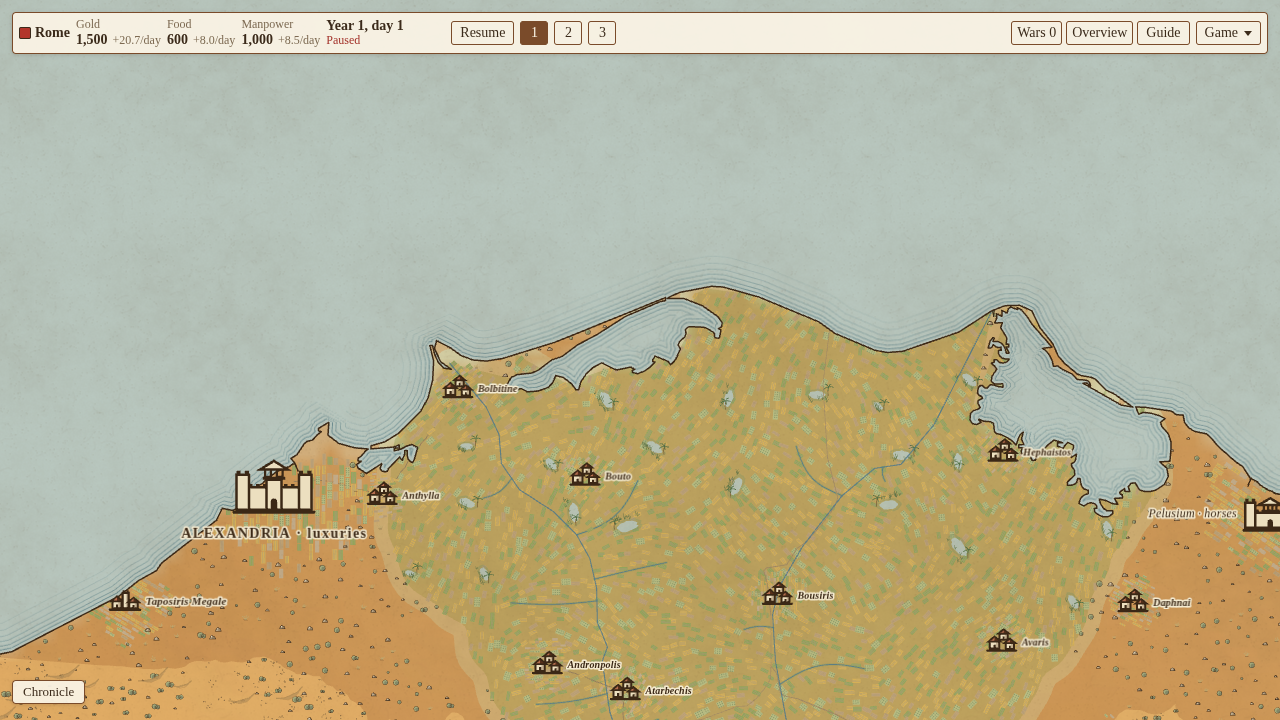 Rome
Gold
1,500 +20.7/day
Food
600 +8.0/day
Manpower
1,000 +8.5/day
Year 1, day 1
Paused
Resume
1
2
3
Wars 0
Overview
Guide
Game
Bolbitine
Bouto
Hephaistos
Anthylla
Pelusium · horses
ALEXANDRIA · luxuries
Taposiris Megale
Bousiris
Daphnai
Avaris
Andronpolis
Atarbechis
Chronicle